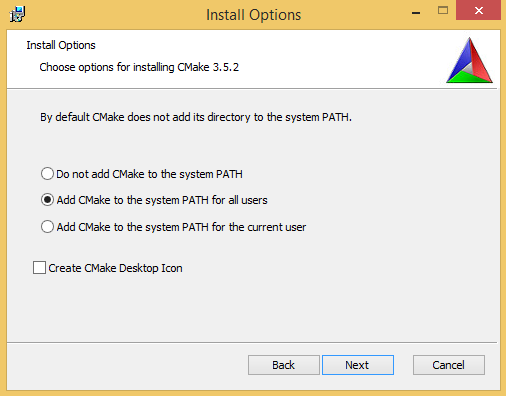 Install Options
Install Options
Choose options for installing CMake 3.5.2
By default CMake does not add its directory to the system PATH.
Do not add CMake to the system PATH
Add CMake to the system PATH for all users
Add CMake to the system PATH for the current user
Create CMake Desktop Icon
Back Next Cancel